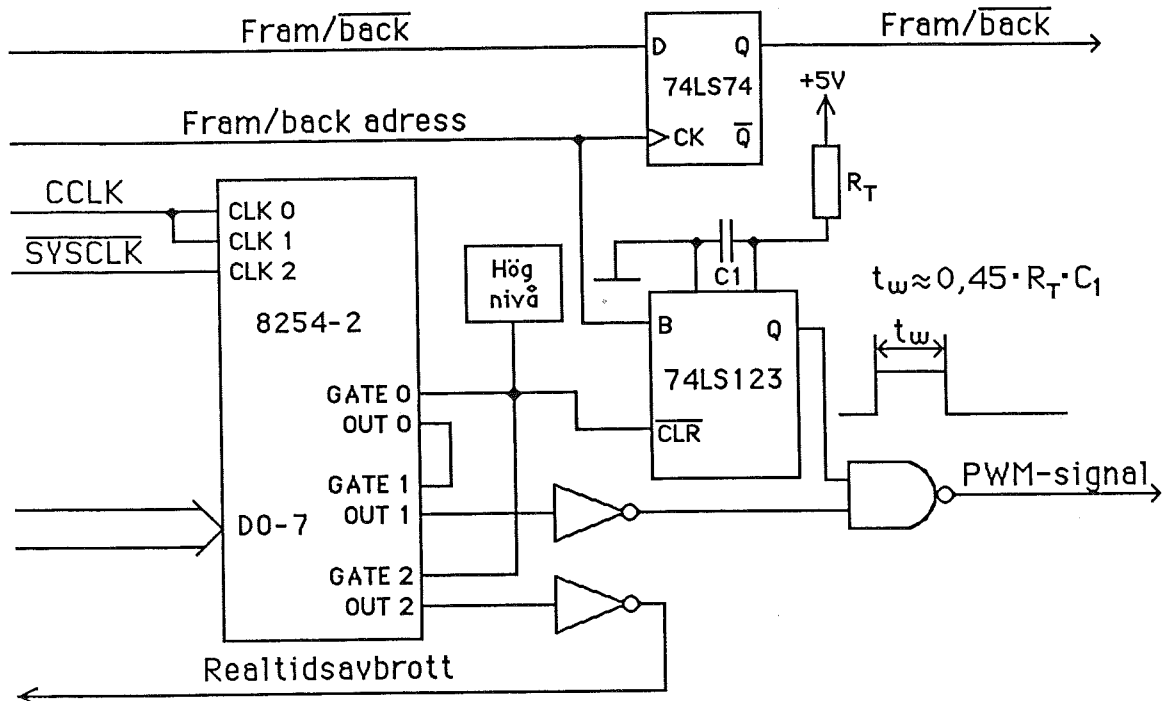 Fram/back
Fram/back
D
Q
74LS74
CK
Q
+5V
Fram/back adress
R_T
CCLK
CLK 0
CLK 1
SYSCLK
CLK 2
Hög
nivå
C1
t_w≈0,45·R_T·C_1
8254-2
B
Q
t_w
74LS123
GATE 0
OUT 0
CLR
GATE 1
OUT 1
PWM-signal
D0-7
GATE 2
OUT 2
Realtidsavbrott